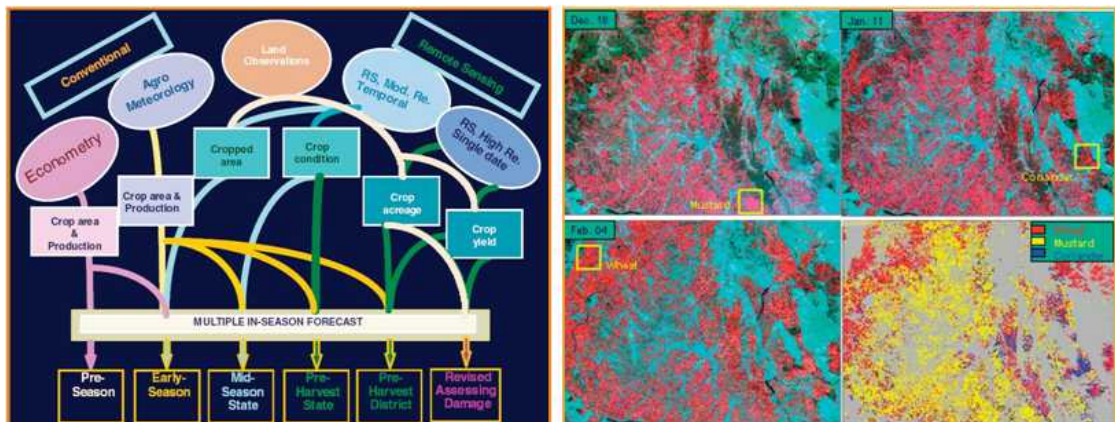 Conventional
Remote Sensing
Land
Observations
Agro
Meteorology
RS, Mod. Re.
Temporal
Econometry
RS, High Re.
Single date
Cropped
area
Crop
condition
Crop area &
Production
Crop
acreage
Crop area
&
Production
Crop
yield
MULTIPLE IN-SEASON FORECAST
Pre-
Season
Early-
Season
Mid-
Season
State
Pre-
Harvest
State
Pre-
Harvest
District
Revised
Assessing
Damage
Dec. 18
Mustard
Jan. 11
Coriander
Feb. 04
Wheat
Wheat
Mustard